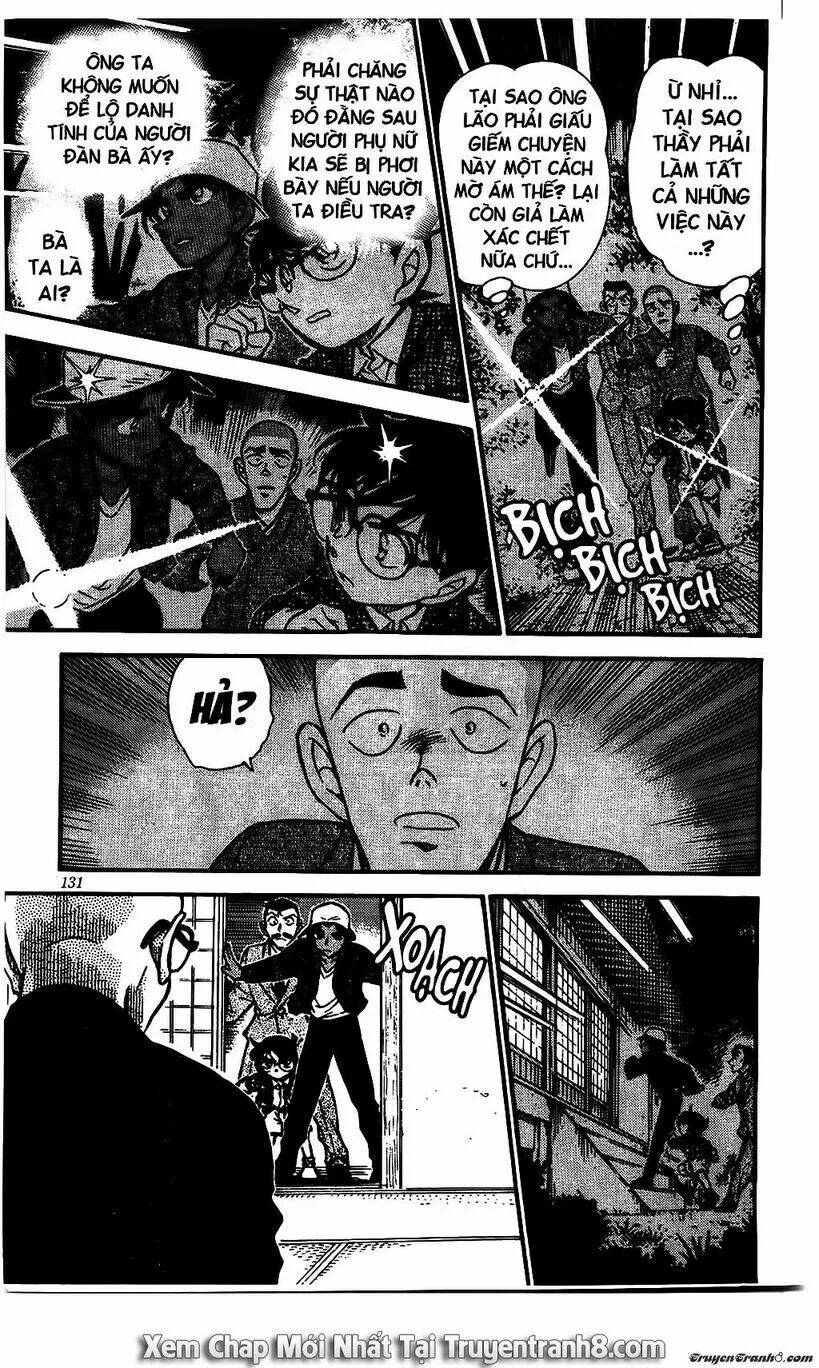 Ừ NHỈ...
TẠI SAO
THẦY PHẢI
LÀM TẤT
CẢ NHỮNG
VIỆC NÀY
...?
TẠI SAO ÔNG
LÃO PHẢI GIẤU
GIẾM CHUYỆN
NÀY MỘT CÁCH
MỜ ÁM THẾ? LẠI
CÒN GIẢ LÀM
XÁC CHẾT
NỮA CHỨ...
BỊCH
BỊCH
BỊCH
PHẢI CHĂNG
SỰ THẬT NÀO
ĐÓ ĐẰNG SAU
NGƯỜI PHỤ NỮ
KIA SẼ BỊ PHƠI
BÀY NẾU NGƯỜI
TA ĐIỀU TRA?
ÔNG TA
KHÔNG MUỐN
ĐỂ LỘ DANH
TÍNH CỦA NGƯỜI
ĐÀN BÀ ẤY?
BÀ
TA LÀ
AI?
HẢ?
131
XOẠCH
Xem Chap Mới Nhất Tại Truyentranh8.com
TruyenTranh8.com